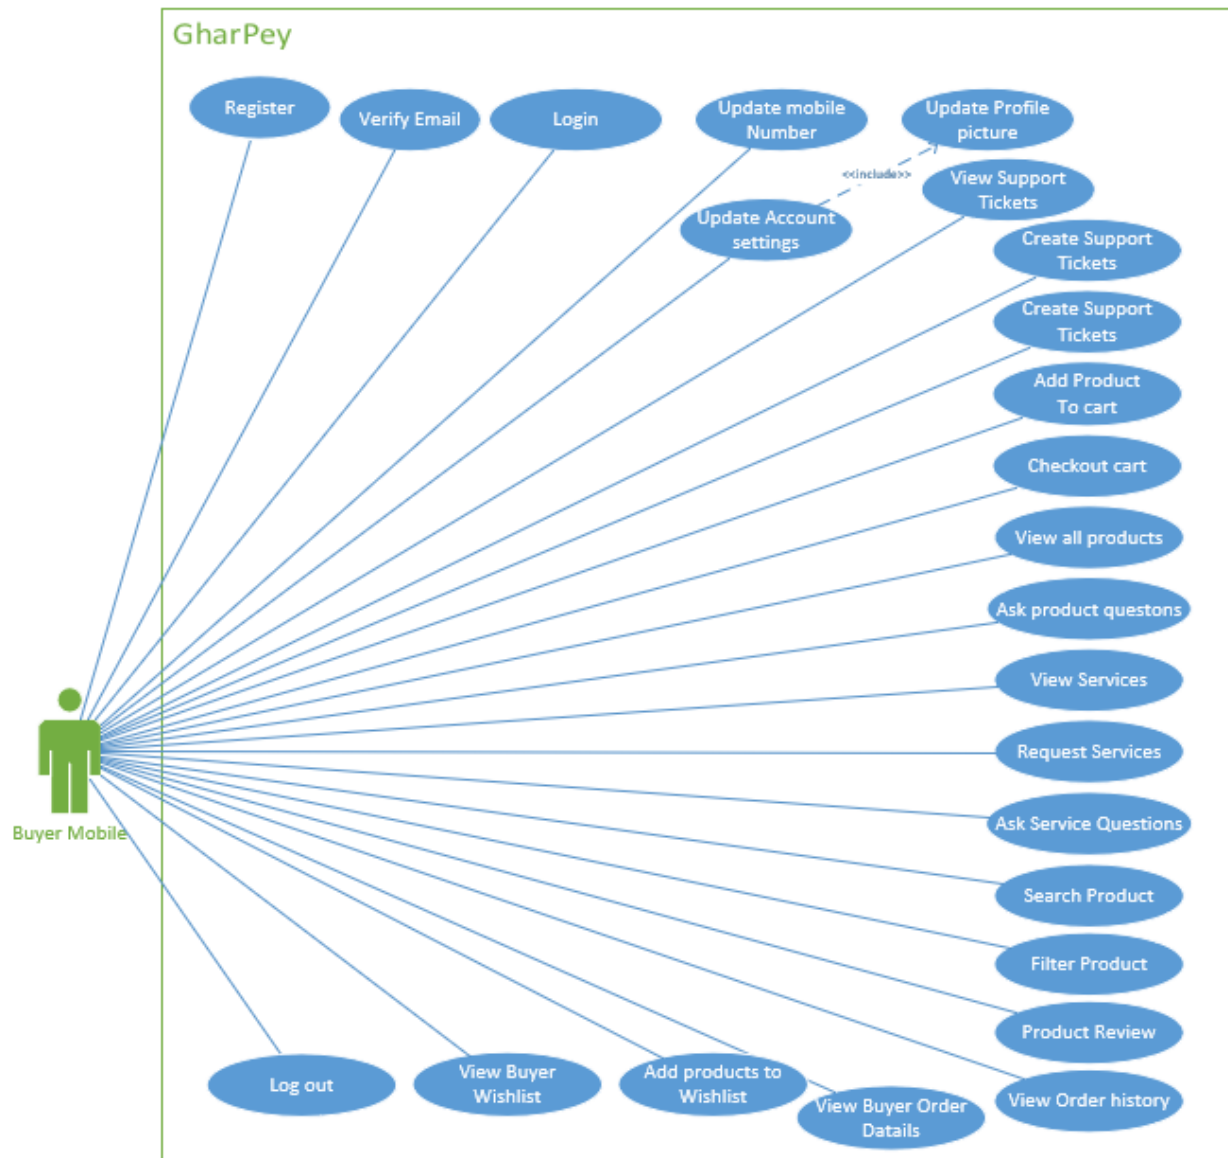 GharPey
Register
Verify Email
Login
Update mobile
Number
Update Profile
picture
<<include>>
View Support
Tickets
Update Account
settings
Create Support
Tickets
Create Support
Tickets
Add Product
To cart
Checkout cart
View all products
Ask product questons
View Services
Request Services
Buyer Mobile
Ask Service Questions
Search Product
Filter Product
Product Review
Log out
View Buyer
Wishlist
Add products to
Wishlist
View Buyer Order
Datails
View Order history